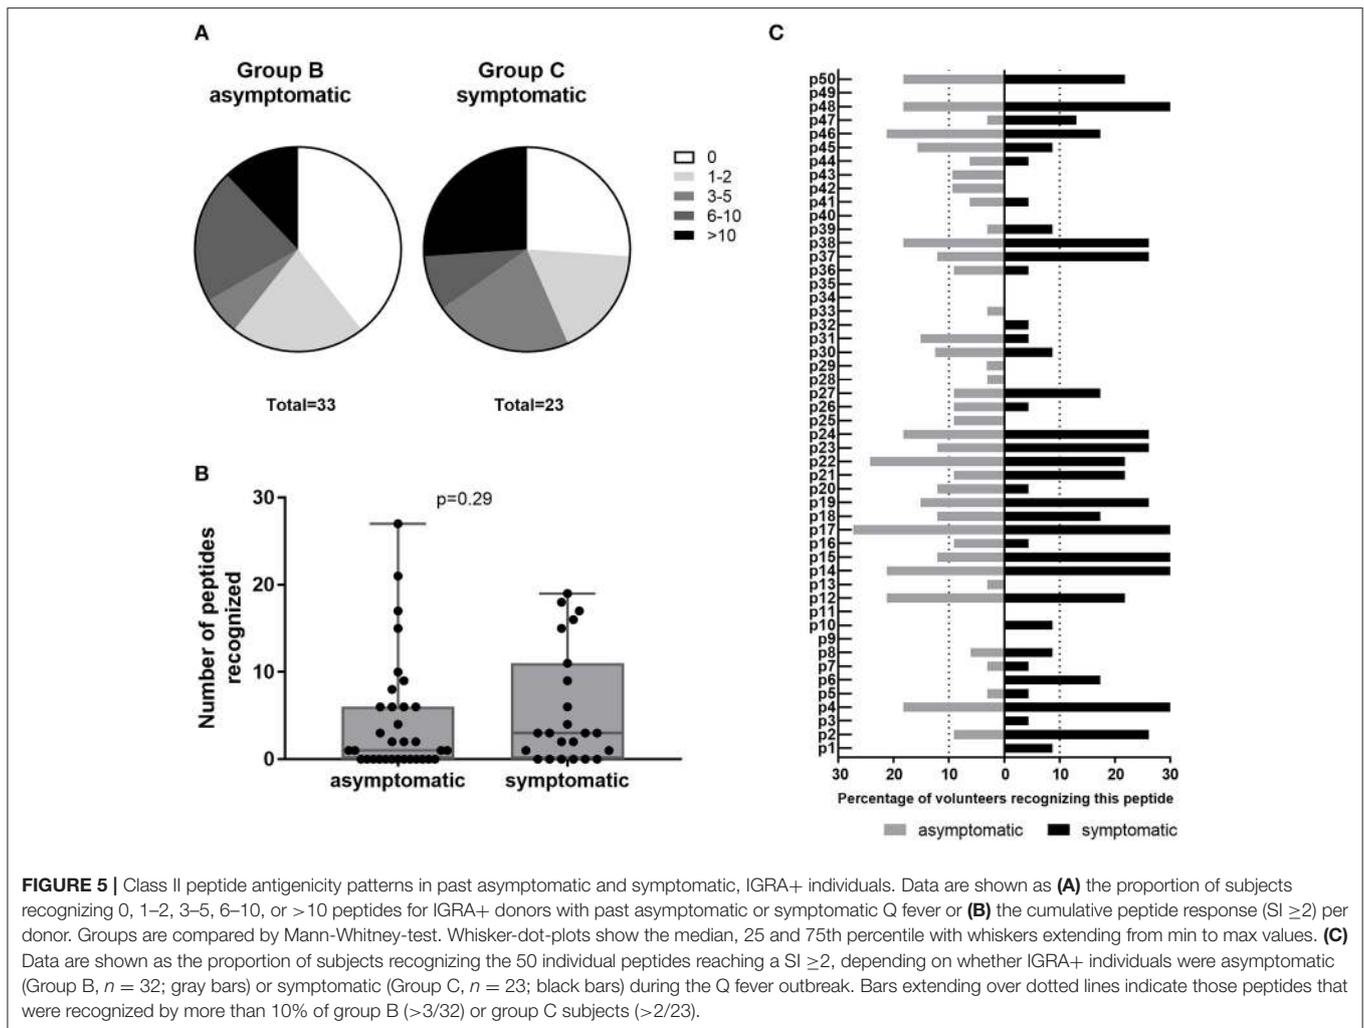 A
Group B
asymptomatic
Group C
symptomatic
0
1-2
3-5
6-10
>10
Total=33
Total=23
B
p=0.29
Number of peptides
recognized
30
20
10
0
asymptomatic
symptomatic
C
p50
p49
p48
p47
p46
p45
p44
p43
p42
p41
p40
p39
p38
p37
p36
p35
p34
p33
p32
p31
p30
p29
p28
p27
p26
p25
p24
p23
p22
p21
p20
p19
p18
p17
p16
p15
p14
p13
p12
p11
p10
p9
p8
p7
p6
p5
p4
p3
p2
p1
30 20 10 0 10 20 30
Percentage of volunteers recognizing this peptide
asymptomatic symptomatic
FIGURE 5 | Class II peptide antigenicity patterns in past asymptomatic and symptomatic, IGRA+ individuals. Data are shown as (A) the proportion of subjects
recognizing 0, 1–2, 3–5, 6–10, or >10 peptides for IGRA+ donors with past asymptomatic or symptomatic Q fever or (B) the cumulative peptide response (SI ≥2) per
donor. Groups are compared by Mann-Whitney-test. Whisker-dot-plots show the median, 25 and 75th percentile with whiskers extending from min to max values. (C)
Data are shown as the proportion of subjects recognizing the 50 individual peptides reaching a SI ≥2, depending on whether IGRA+ individuals were asymptomatic
(Group B, n = 32; gray bars) or symptomatic (Group C, n = 23; black bars) during the Q fever outbreak. Bars extending over dotted lines indicate those peptides that
were recognized by more than 10% of group B (>3/32) or group C subjects (>2/23).